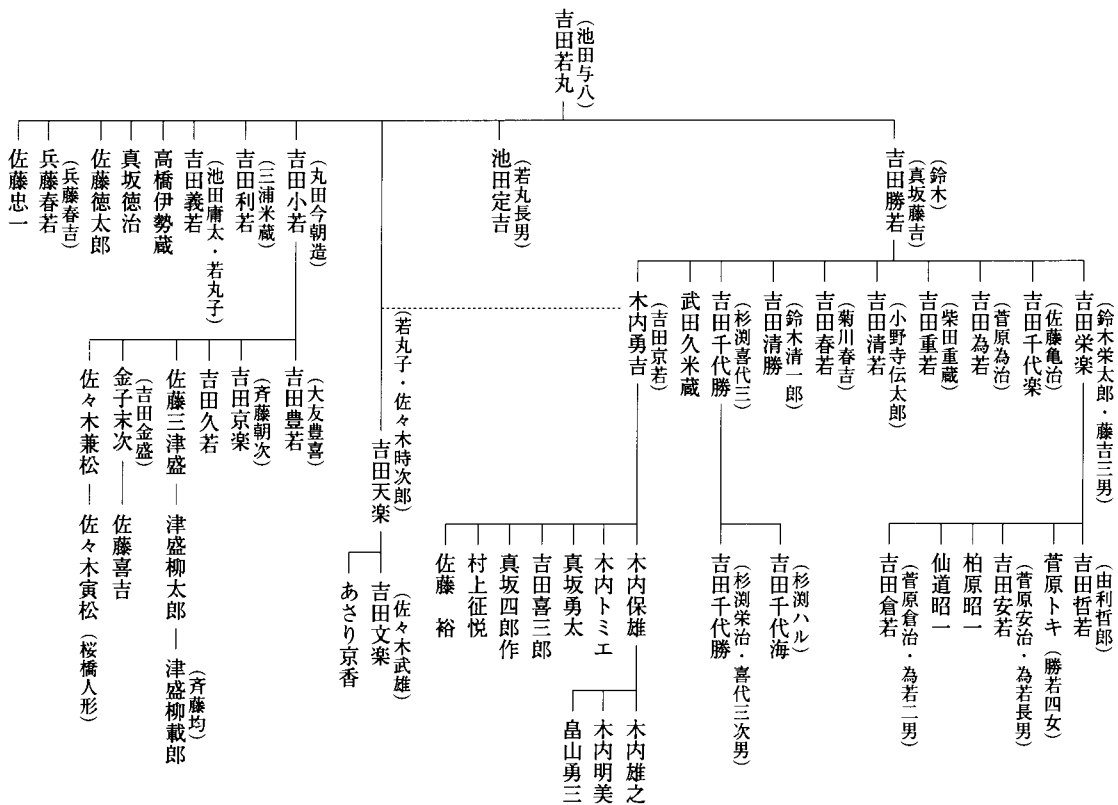 (池田与八)
吉田若丸
(鈴木)
(真坂藤吉)
吉田勝若
(若丸長男)
池田定吉
(丸田今朝造)
吉田小若
(三浦米蔵)
吉田利若
(池田庸太・若丸子)
吉田義若
高橋伊勢蔵
真坂徳治
佐藤徳太郎
(兵藤春吉)
兵藤春若
佐藤忠一
(鈴木栄太郎・藤吉三男)
吉田栄楽
(佐藤亀治)
吉田千代楽
(菅原為治)
吉田為若
(柴田重蔵)
吉田重若
(小野寺伝太郎)
吉田清若
(菊川春吉)
吉田春若
(鈴木清一郎)
吉田清勝
(杉渕喜代三)
吉田千代勝
武田久米蔵
(吉田京若)
木内勇吉
(若丸子・佐々木時次郎)
吉田天楽
(大友豊喜)
吉田豊若
(斉藤朝次)
吉田京楽
吉田久若
佐藤三津盛
津盛柳太郎
(斉藤均)
津盛柳載郎
(吉田金盛)
金子末次
佐藤喜吉
佐々木兼松
佐々木寅松(桜橋人形)
(由利哲郎)
吉田哲若
菅原トキ(勝若四女)
(菅原安治・為若長男)
吉田安若
柏原昭一
仙道昭一
(菅原倉治・為若二男)
吉田倉若
(杉渕ハル)
吉田千代海
(杉渕栄治・喜代三次男)
吉田千代勝
木内保雄
木内トミエ
真坂勇太
吉田喜三郎
真坂四郎作
村上征悦
佐藤 裕
(佐々木武雄)
吉田文楽
あさり京香
木内雄之
木内明美
畠山勇三